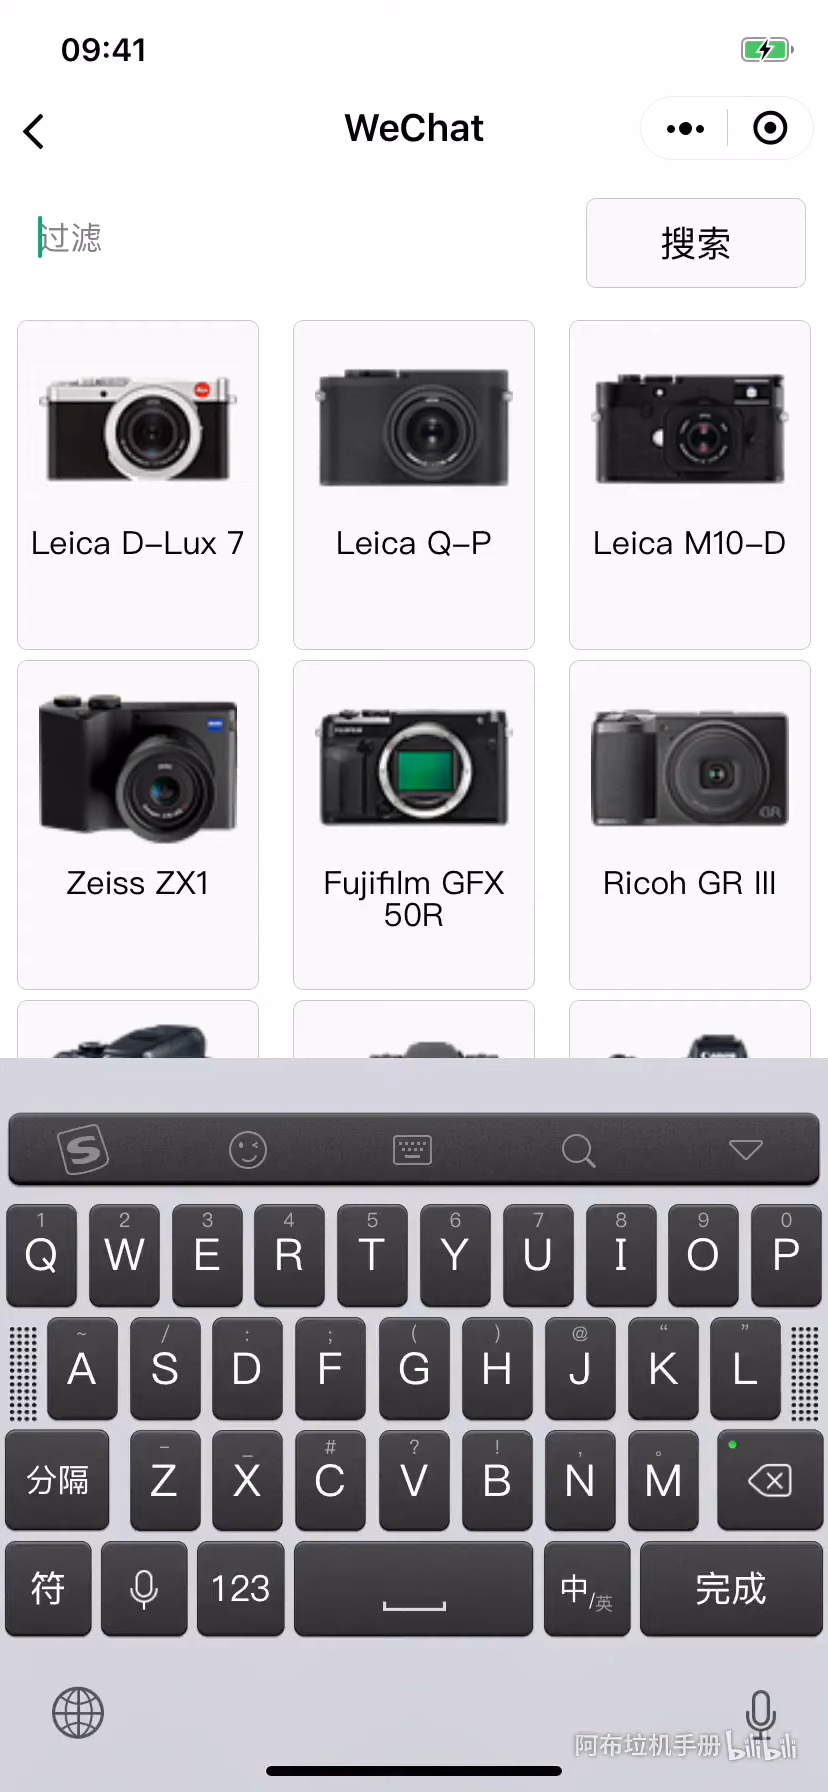 09:41
WeChat
过滤
搜索
Leica D-Lux 7
Leica Q-P
Leica M10-D
Zeiss ZX1
Fujifilm GFX
50R
Ricoh GR III
1 2 3 4 5 6 7 8 9 0
Q W E R T Y U I O P
~ / : ; ( ) @ “ ”
A S D F G H J K L
– _ # ? ! , 。
分隔 Z X C V B N M
符 123 中/英 完成
阿布垃机手册 bilibili